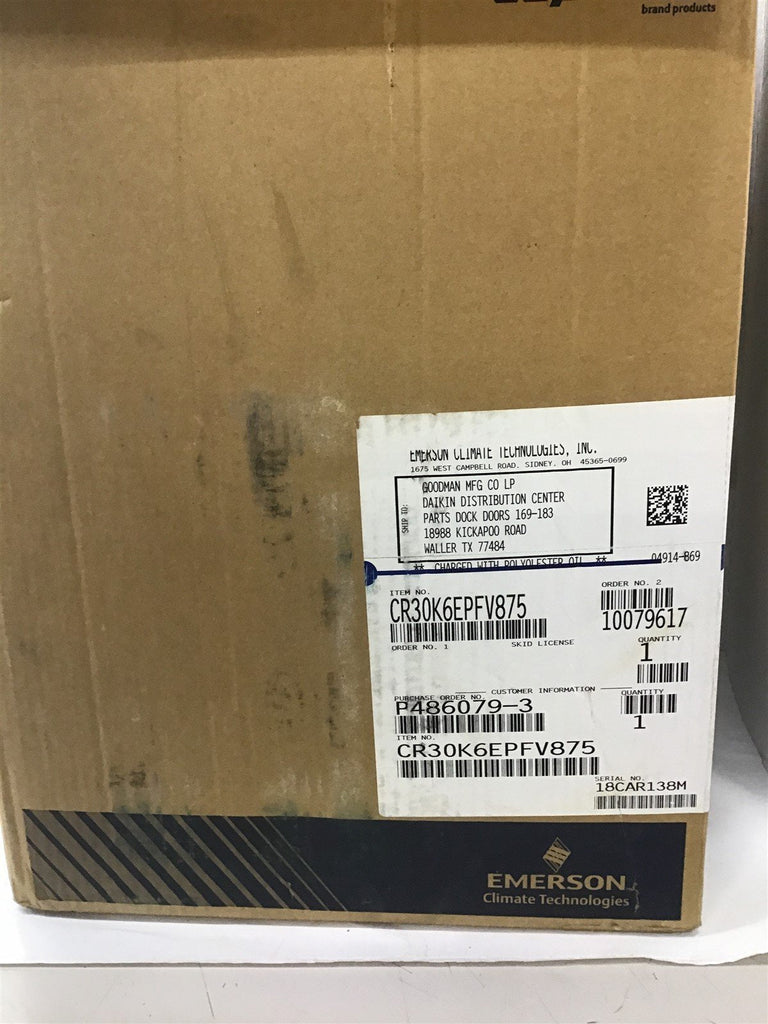 brand products
EMERSON CLIMATE TECHNOLOGIES, INC.
1675 WEST CAMPBELL ROAD. SIDNEY. OH 45365-0699
SHIP TO:
GOODMAN MFG CO LP
DAIKIN DISTRIBUTION CENTER
PARTS DOCK DOORS 169-183
18988 KICKAPOO ROAD
WALLER TX 77484
** CHARGED WITH POLYOLESTER OIL **
04914-B69
ITEM NO.
CR30K6EPFV875
ORDER NO. 2
10079617
ORDER NO. 1
SKID LICENSE
QUANTITY
1
CUSTOMER INFORMATION
PURCHASE ORDER NO.
P486079-3
QUANTITY
1
ITEM NO.
CR30K6EPFV875
SERIAL NO.
18CAR138M
EMERSON
Climate Technologies